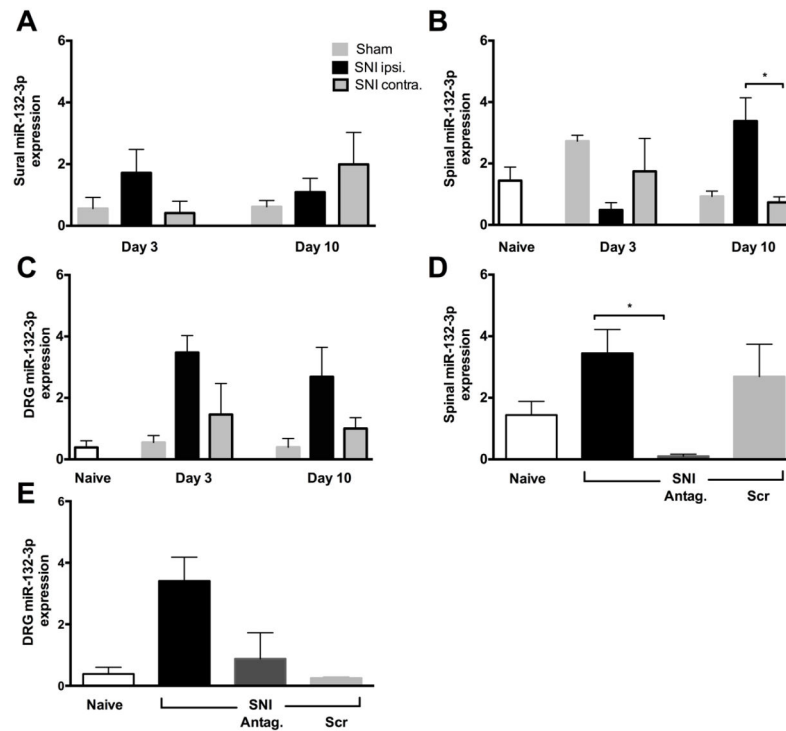 A
Sural miR-132-3p
expression
6
4
2
0
Day 3
Day 10
Sham
SNI ipsi.
SNI contra.
B
Spinal miR-132-3p
expression
6
4
2
0
*
Naive
Day 3
Day 10
C
DRG miR-132-3p
expression
6
4
2
0
Naive
Day 3
Day 10
D
Spinal miR-132-3p
expression
6
4
2
0
*
Naive
SNI
Antag.
Scr
E
DRG miR-132-3p
expression
6
4
2
0
Naive
SNI
Antag.
Scr